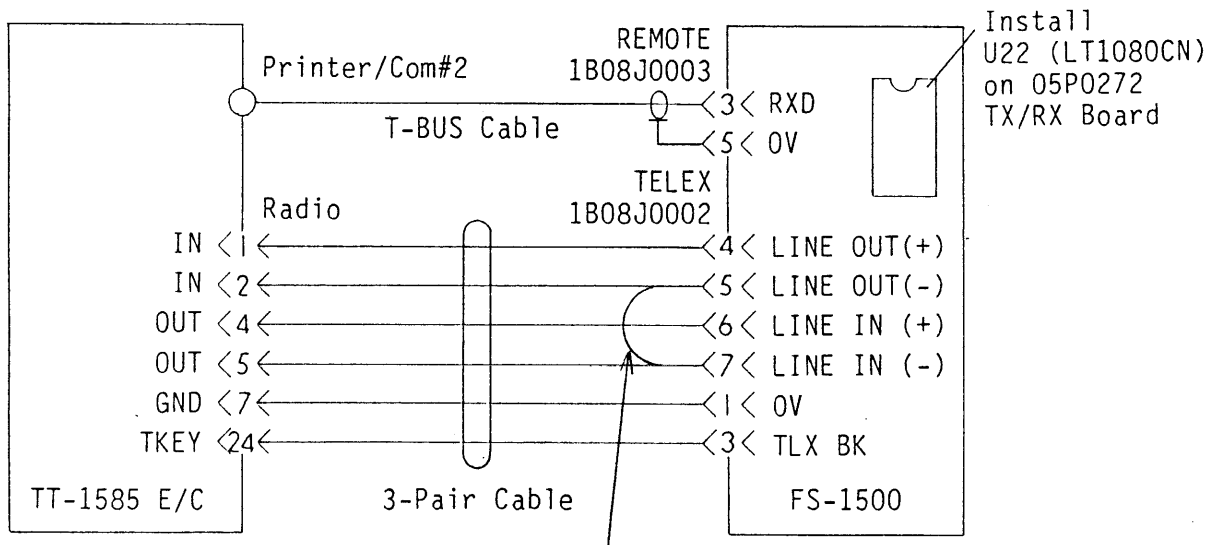 Install
U22 (LT1080CN)
on 05P0272
TX/RX Board
REMOTE
1B08J0003
Printer/Com#2
3 RXD
T-BUS Cable
5 0V
TELEX
1B08J0002
Radio
IN 1
4 LINE OUT(+)
IN 2
5 LINE OUT(-)
OUT 4
6 LINE IN (+)
OUT 5
7 LINE IN (-)
GND 7
1 0V
TKEY 24
3 TLX BK
TT-1585 E/C
3-Pair Cable
FS-1500